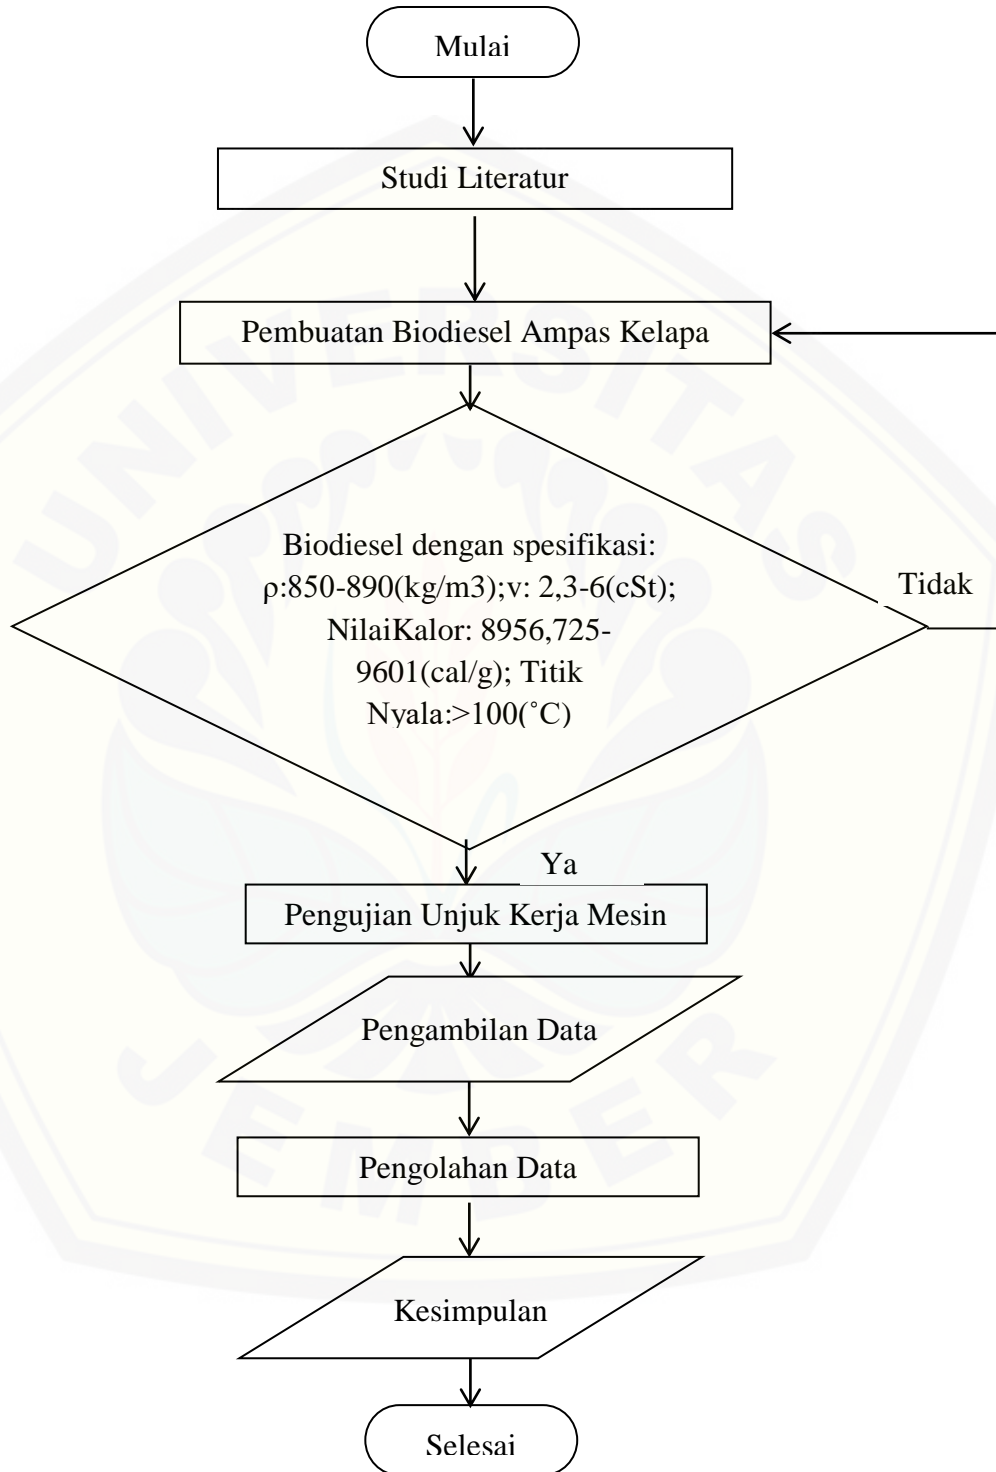 Mulai
Studi Literatur
Pembuatan Biodiesel Ampas Kelapa
Biodiesel dengan spesifikasi:
ρ:850-890(kg/m3);v: 2,3-6(cSt);
NilaiKalor: 8956,725-
9601(cal/g); Titik
Nyala:>100(˚C)
Tidak
Ya
Pengujian Unjuk Kerja Mesin
Pengambilan Data
Pengolahan Data
Kesimpulan
Selesai
UNIVERSITAS
JEMBER